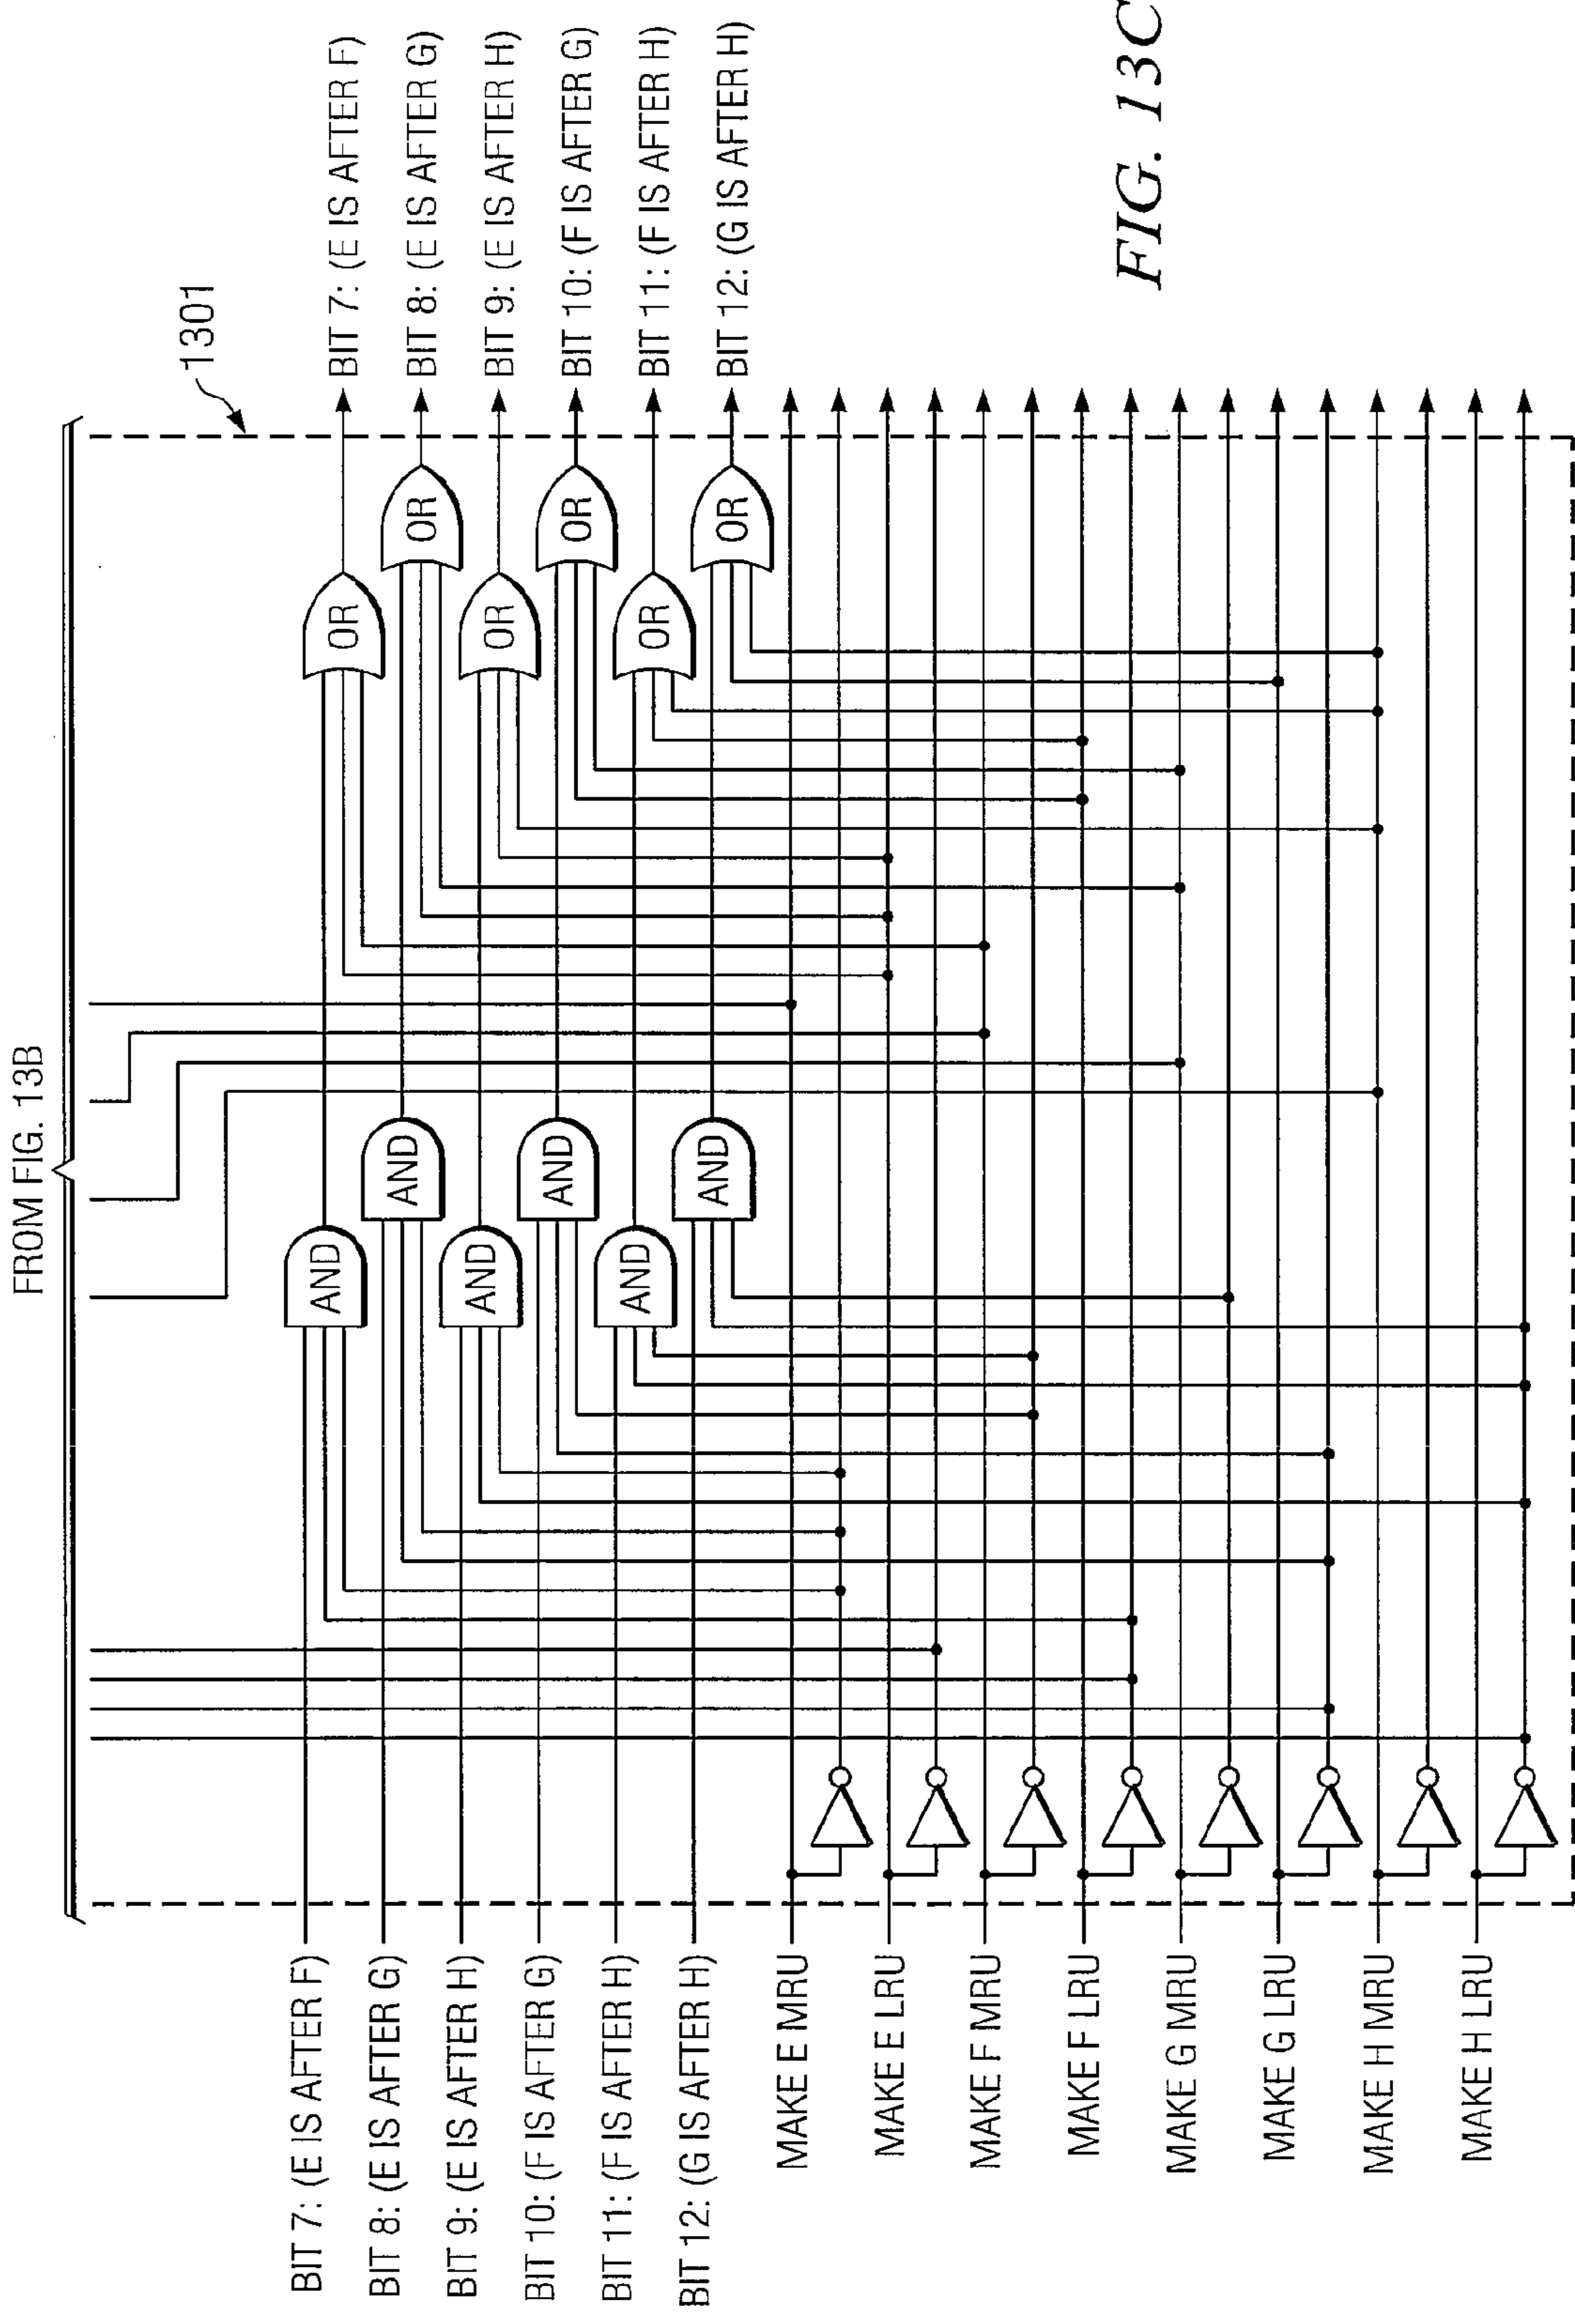 FROM FIG. 13B
1301
BIT 7: (E IS AFTER F)
BIT 8: (E IS AFTER G)
BIT 9: (E IS AFTER H)
BIT 10: (F IS AFTER G)
BIT 11: (F IS AFTER H)
BIT 12: (G IS AFTER H)
MAKE E MRU
MAKE E LRU
MAKE F MRU
MAKE F LRU
MAKE G MRU
MAKE G LRU
MAKE H MRU
MAKE H LRU
AND
AND
AND
AND
AND
AND
OR
OR
OR
OR
OR
OR
BIT 7: (E IS AFTER F)
BIT 8: (E IS AFTER G)
BIT 9: (E IS AFTER H)
BIT 10: (F IS AFTER G)
BIT 11: (F IS AFTER H)
BIT 12: (G IS AFTER H)
FIG. 13C